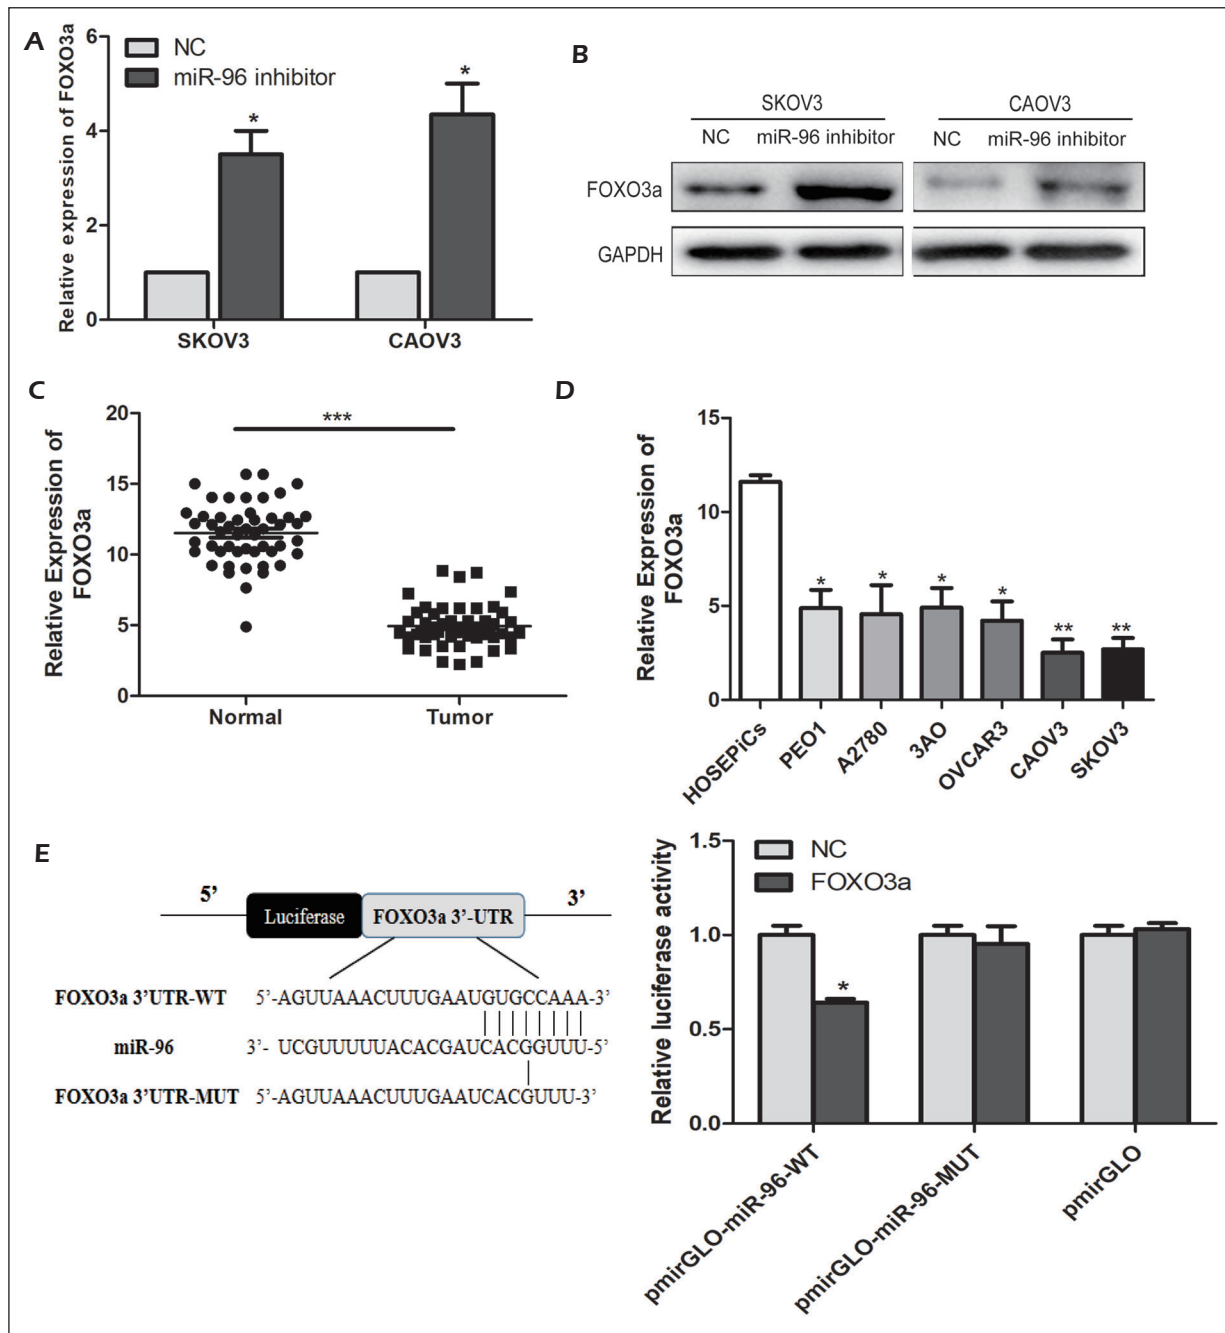 A
Relative expression of FOXO3a
6
4
2
0
NC
miR-96 inhibitor
*
*
SKOV3
CAOV3
B
SKOV3
CAOV3
NC
miR-96 inhibitor
NC
miR-96 inhibitor
FOXO3a
GAPDH
C
Relative Expression of
FOXO3a
20
15
10
5
0
***
Normal
Tumor
D
Relative Expression of
FOXO3a
15
10
5
0
*
*
*
*
**
**
HOSEPiCs
PEO1
A2780
3AO
OVCAR3
CAOV3
SKOV3
E
5’
Luciferase
FOXO3a 3’-UTR
3’
FOXO3a 3’UTR-WT 5’-AGUUAAACUUUGAAUGUGCCAAA-3’
miR-96 3’- UCGUUUUUACACGAUCACGGUUU-5’
FOXO3a 3’UTR-MUT 5’-AGUUAAACUUUGAAUCACGUUU-3’
Relative luciferase activity
1.5
1.0
0.5
0.0
NC
FOXO3a
*
pmirGLO-miR-96-WT
pmirGLO-miR-96-MUT
pmirGLO